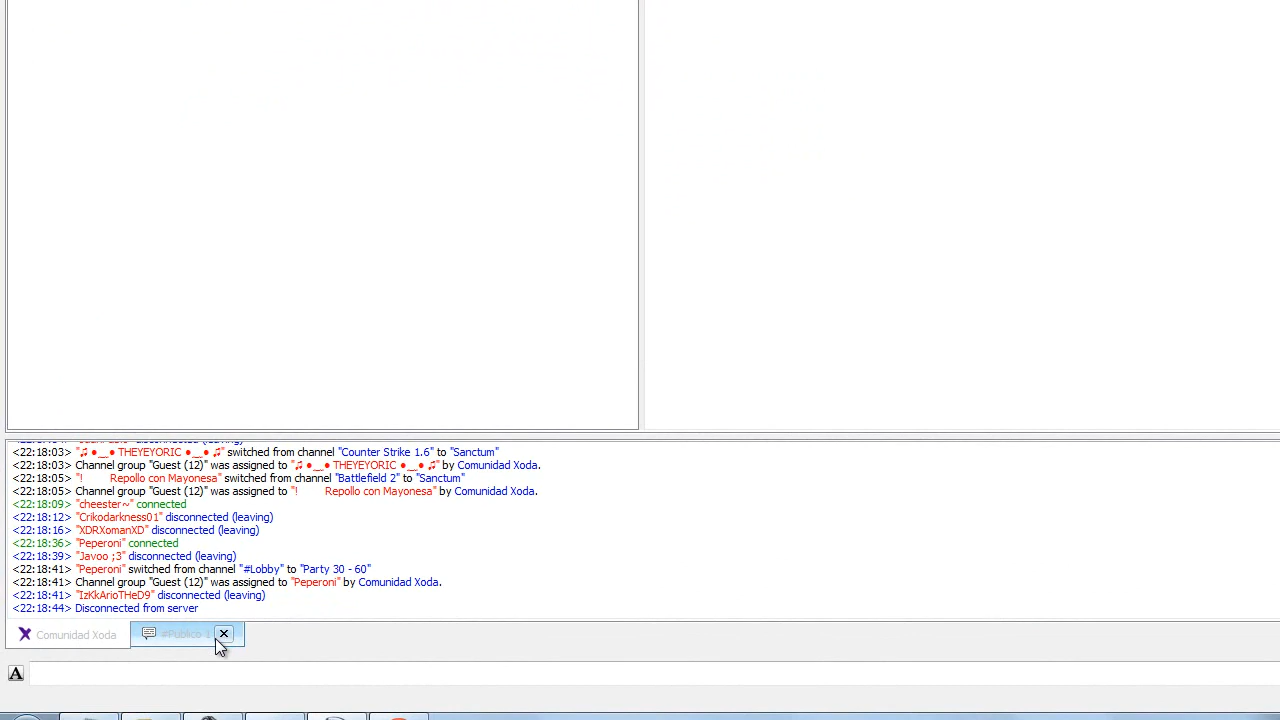 <22:18:03> "♫ ●‿● THEYEYORIC ●‿● ♫" switched from channel "Counter Strike 1.6" to "Sanctum"
<22:18:03> Channel group "Guest (12)" was assigned to "♫ ●‿● THEYEYORIC ●‿● ♫" by Comunidad Xoda.
<22:18:05> "! Repollo con Mayonesa" switched from channel "Battlefield 2" to "Sanctum"
<22:18:05> Channel group "Guest (12)" was assigned to "! Repollo con Mayonesa" by Comunidad Xoda.
<22:18:09> "cheester~" connected
<22:18:12> "Crikodarkness01" disconnected (leaving)
<22:18:16> "XDRXomanXD" disconnected (leaving)
<22:18:36> "Peperoni" connected
<22:18:39> "Javoo ;3" disconnected (leaving)
<22:18:41> "Peperoni" switched from channel "#Lobby" to "Party 30 - 60"
<22:18:41> Channel group "Guest (12)" was assigned to "Peperoni" by Comunidad Xoda.
<22:18:41> "IzKkArioTHeD9" disconnected (leaving)
<22:18:44> Disconnected from server
Comunidad Xoda #Publico 1
A